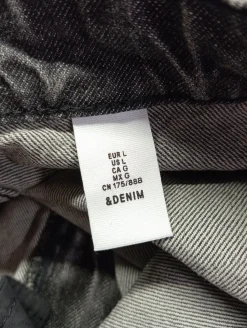 EUR L
US L
CA G
MX G
CN 175/88B
&DENIM